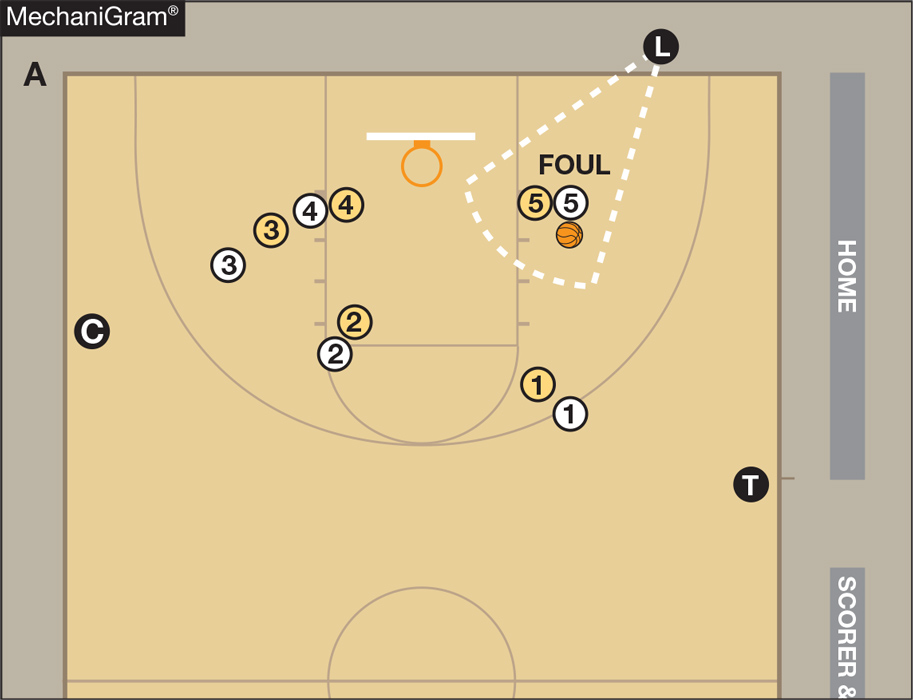 MechaniGram®
A
L
FOUL
5 5
4 4
3
3
HOME
C
2
2
1
1
T
SCORER &